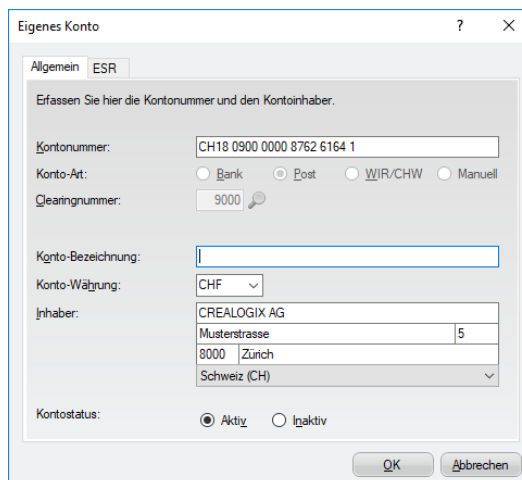 Eigenes Konto ? ×
Allgemein ESR
Erfassen Sie hier die Kontonummer und den Kontoinhaber.
Kontonummer: CH18 0900 0000 8762 6164 1
Konto-Art: Bank Post WIR/CHW Manuell
Clearingnummer: 9000
Konto-Bezeichnung:
Konto-Währung: CHF
Inhaber: CREALOGIX AG
Musterstrasse 5
8000 Zürich
Schweiz (CH)
Kontostatus: Aktiv Inaktiv
OK Abbrechen